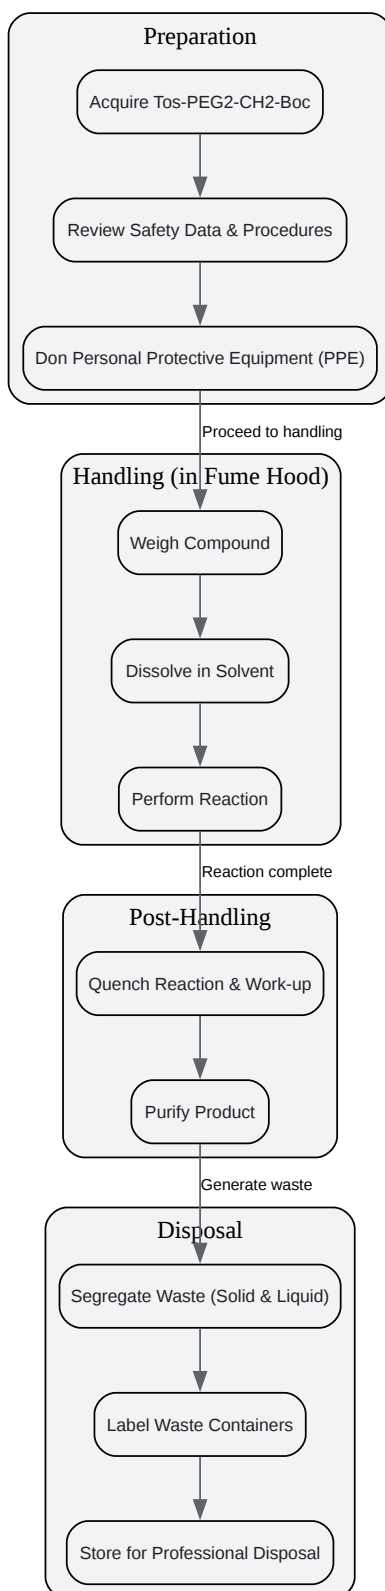 Preparation
Acquire Tos-PEG2-CH2-Boc
Review Safety Data & Procedures
Don Personal Protective Equipment (PPE)
Proceed to handling
Handling (in Fume Hood)
Weigh Compound
Dissolve in Solvent
Perform Reaction
Reaction complete
Post-Handling
Quench Reaction & Work-up
Purify Product
Generate waste
Disposal
Segregate Waste (Solid & Liquid)
Label Waste Containers
Store for Professional Disposal